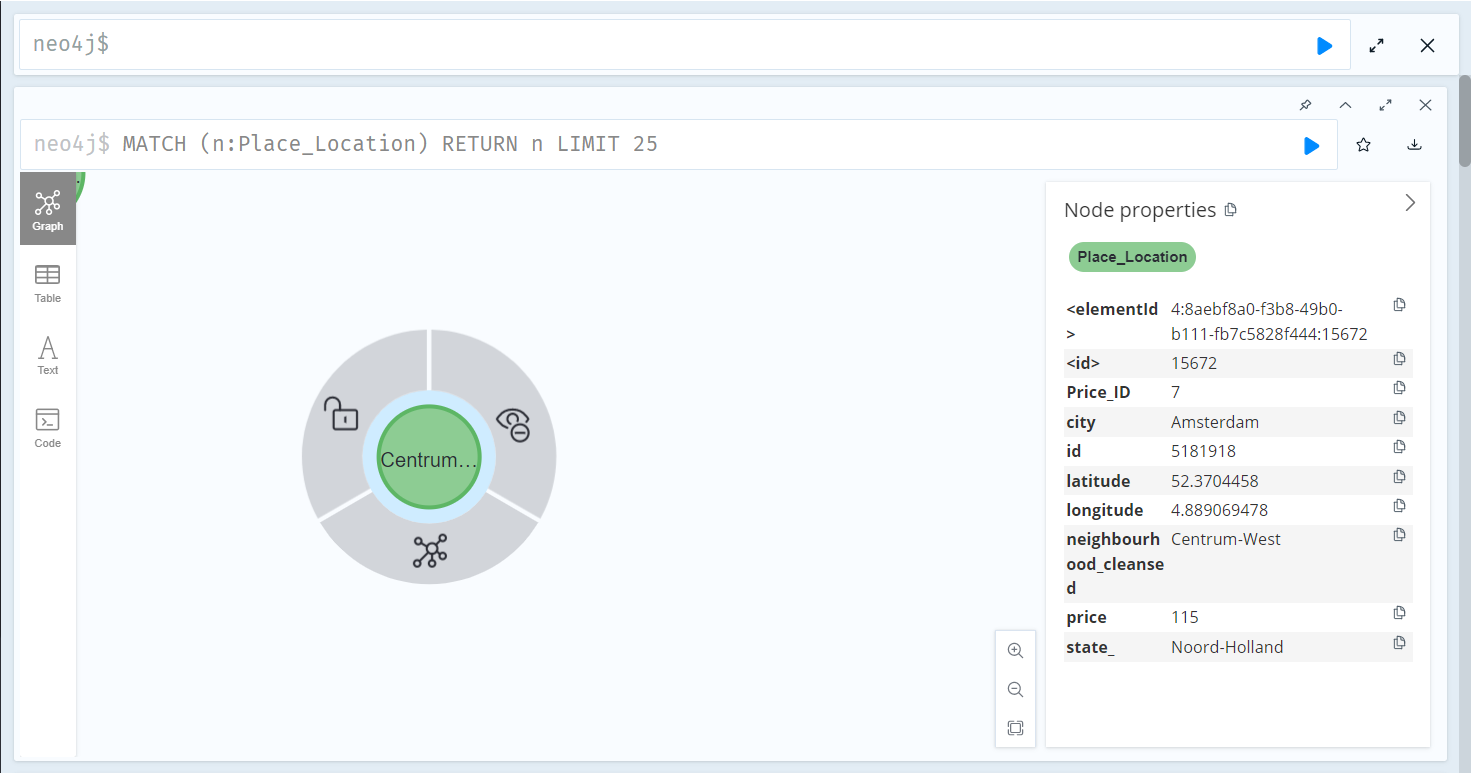 neo4j$
neo4j$ MATCH (n:Place_Location) RETURN n LIMIT 25
Graph
Table
Text
Code
Centrum...
Node properties
Place_Location
<elementId
>
4:8aebf8a0-f3b8-49b0-
b111-fb7c5828f444:15672
<id> 15672
Price_ID 7
city Amsterdam
id 5181918
latitude 52.3704458
longitude 4.889069478
neighbourh
ood_cleanse
d
Centrum-West
price 115
state_ Noord-Holland